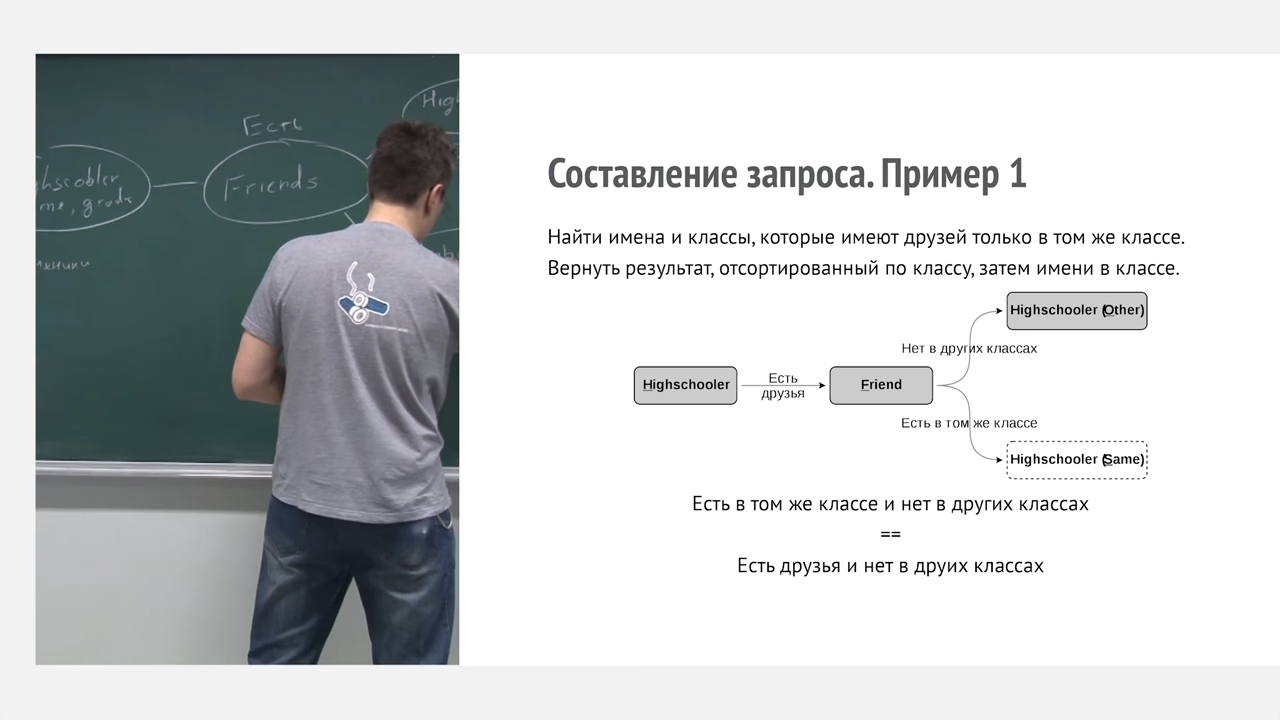 Есть
Friends
Составление запроса. Пример 1
Найти имена и классы, которые имеют друзей только в том же классе.
Вернуть результат, отсортированный по классу, затем имени в классе.
Highschooler (Other)
Нет в других классах
Highschooler
Есть
друзья
Friend
Есть в том же классе
Highschooler (Same)
Есть в том же классе и нет в других классах
==
Есть друзья и нет в друих классах